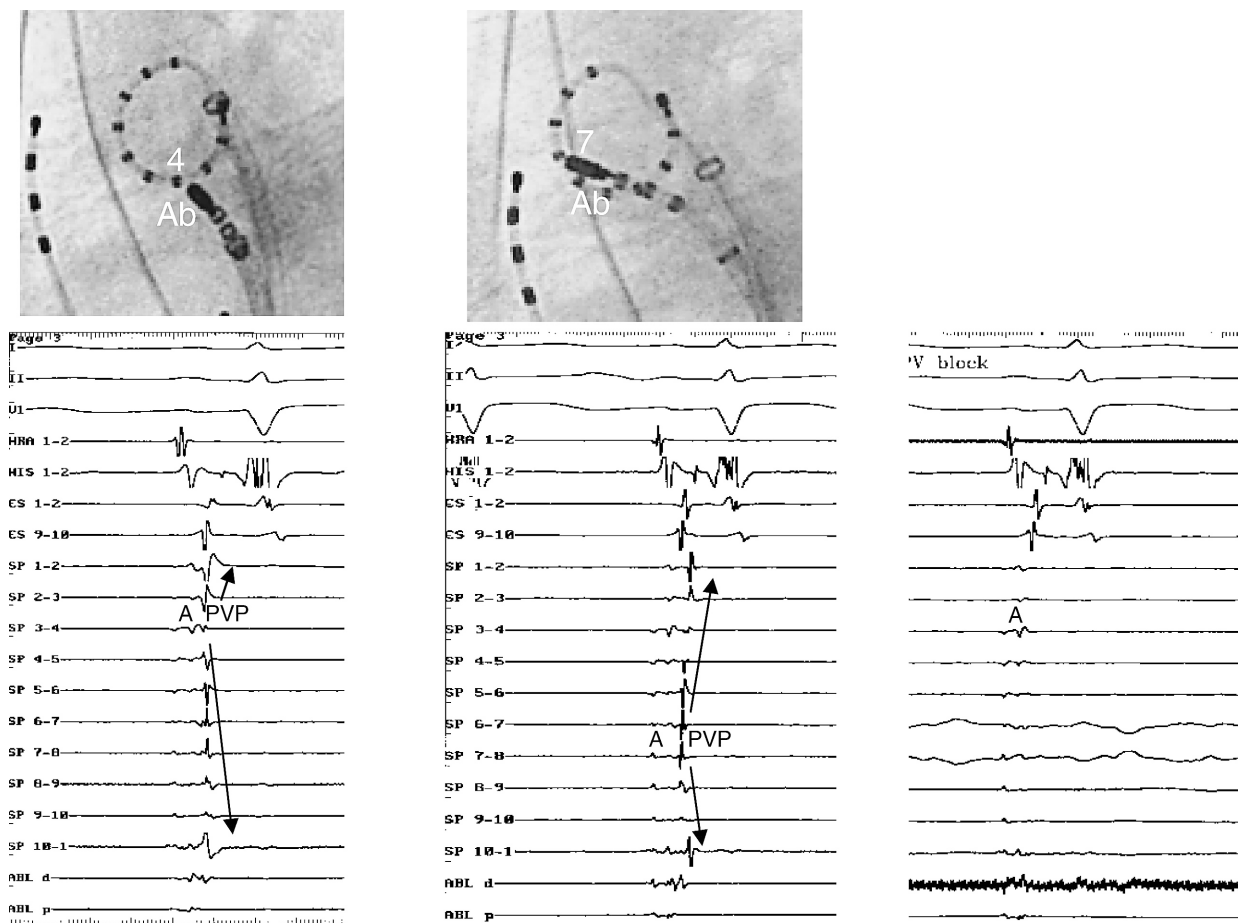 4
Ab
7
Ab
Page 3
I
II
V1
HRA 1-2
HIS 1-2
CS 1-2
CS 9-10
SP 1-2
SP 2-3
A PVP
SP 3-4
SP 4-5
SP 5-6
SP 6-7
SP 7-8
SP 8-9
SP 9-10
SP 10-1
ABL d
ABL p
Page 3
I
II
V1
HRA 1-2
HIS 1-2
CS 1-2
CS 9-10
SP 1-2
SP 2-3
SP 3-4
SP 4-5
SP 5-6
SP 6-7
A PVP
SP 7-8
SP 8-9
SP 9-10
SP 10-1
ABL d
ABL p
PV block
A